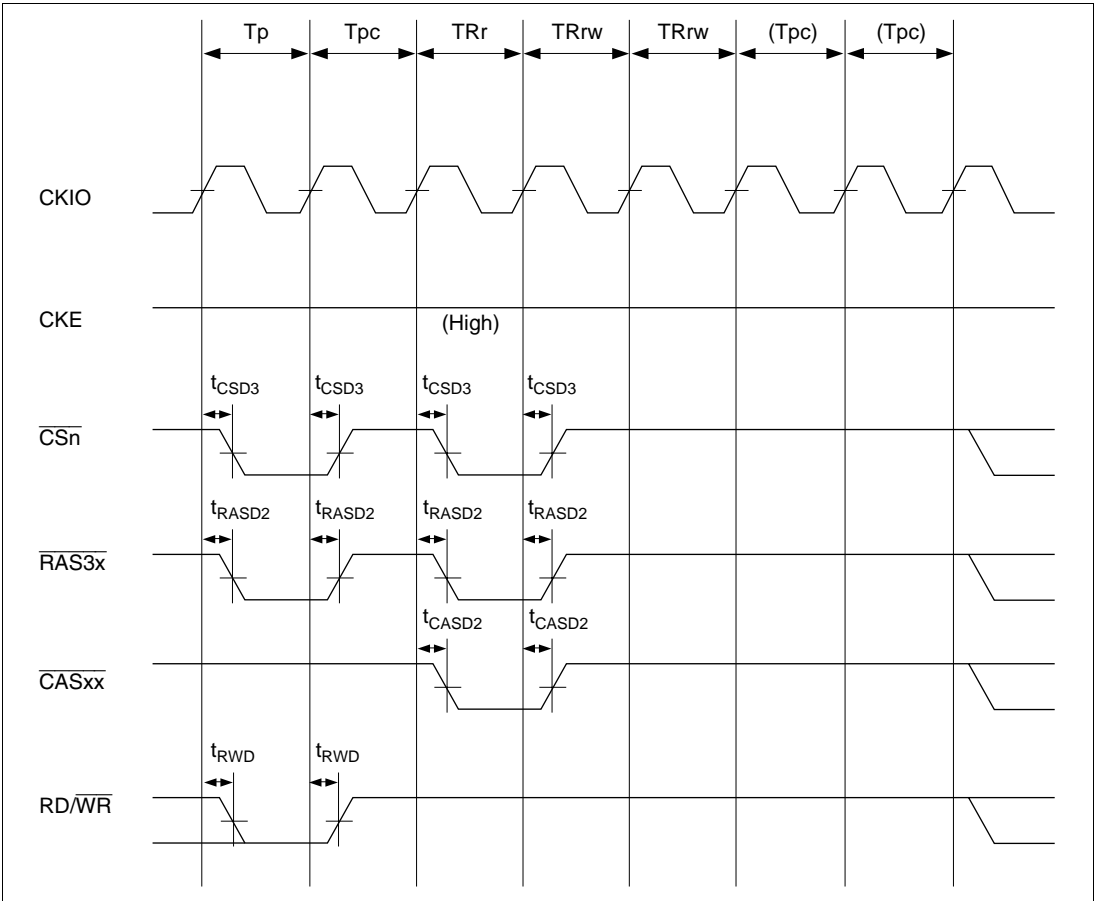 Tp Tpc TRr TRrw TRrw (Tpc) (Tpc)
CKIO
CKE
(High)
tCSD3 tCSD3 tCSD3 tCSD3
CSn
tRASD2 tRASD2 tRASD2 tRASD2
RAS3x
tCASD2 tCASD2
CASxx
tRWD tRWD
RD/WR